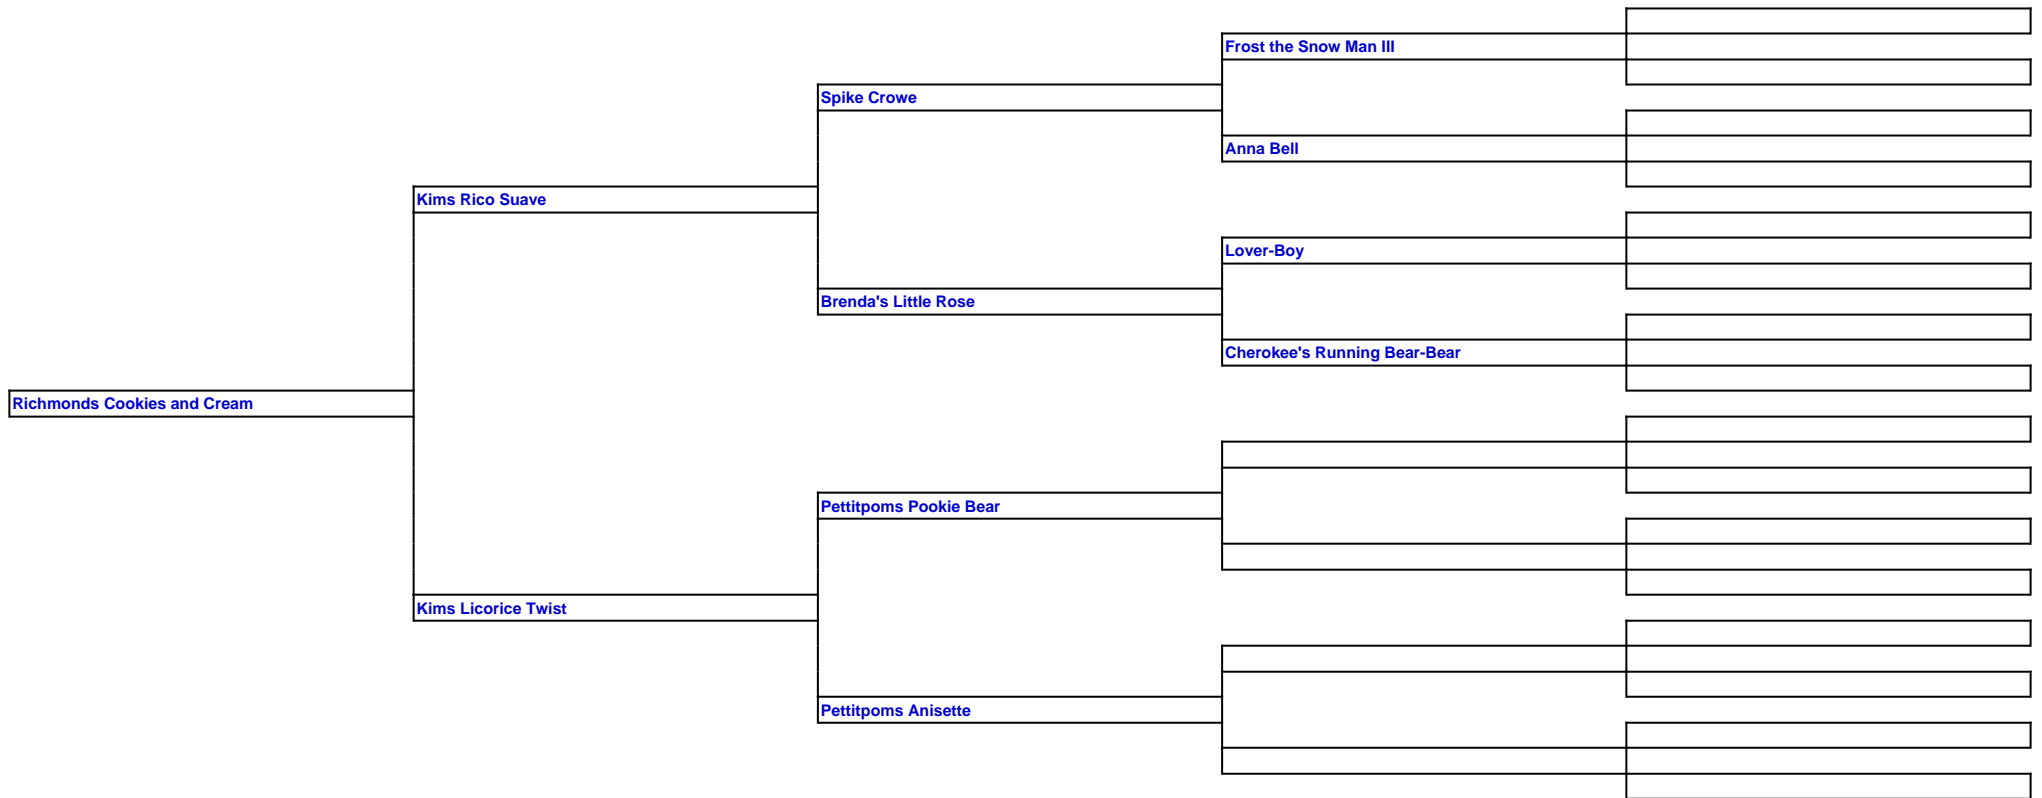 Frost the Snow Man III
Spike Crowe
Anna Bell
Kims Rico Suave
Lover-Boy
Brenda's Little Rose
Cherokee's Running Bear-Bear
Richmonds Cookies and Cream
Pettitpoms Pookie Bear
Kims Licorice Twist
Pettitpoms Anisette